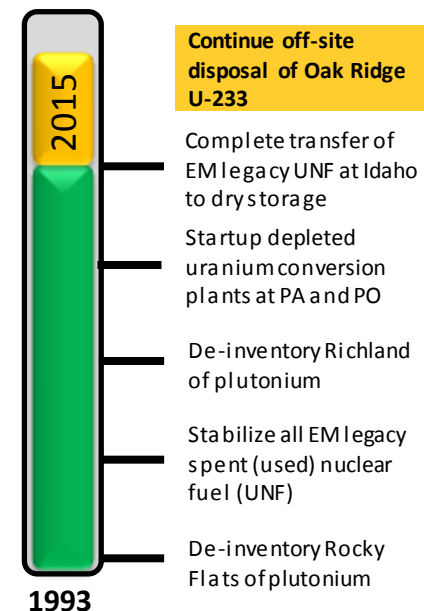 2015
Continue off-site
disposal of Oak Ridge
U-233
Complete transfer of
EM legacy UNF at Idaho
to dry storage
Startup depleted
uranium conversion
plants at PA and PO
De-inventory Richland
of plutonium
Stabilize all EM legacy
spent (used) nuclear
fuel (UNF)
De-inventory Rocky
Flats of plutonium
1993